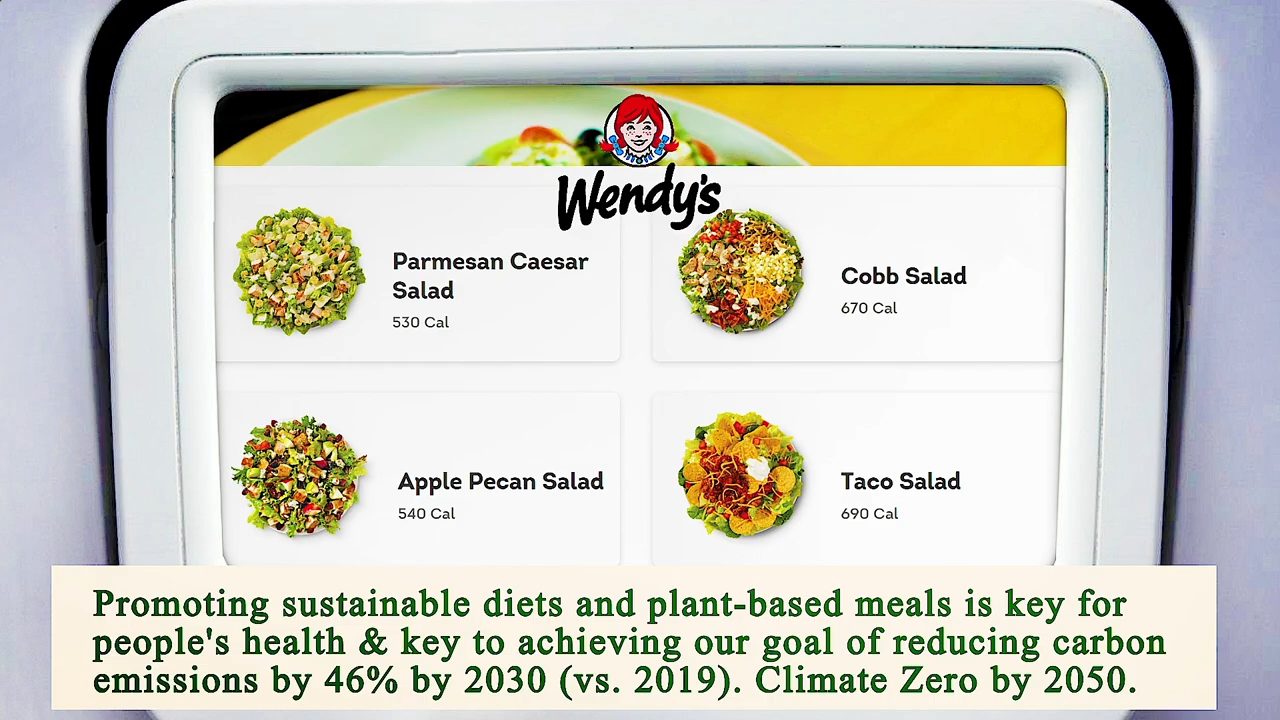 Wendy's
Parmesan Caesar
Salad
530 Cal
Cobb Salad
670 Cal
Apple Pecan Salad
540 Cal
Taco Salad
690 Cal
Promoting sustainable diets and plant-based meals is key for
people's health & key to achieving our goal of reducing carbon
emissions by 46% by 2030 (vs. 2019). Climate Zero by 2050.